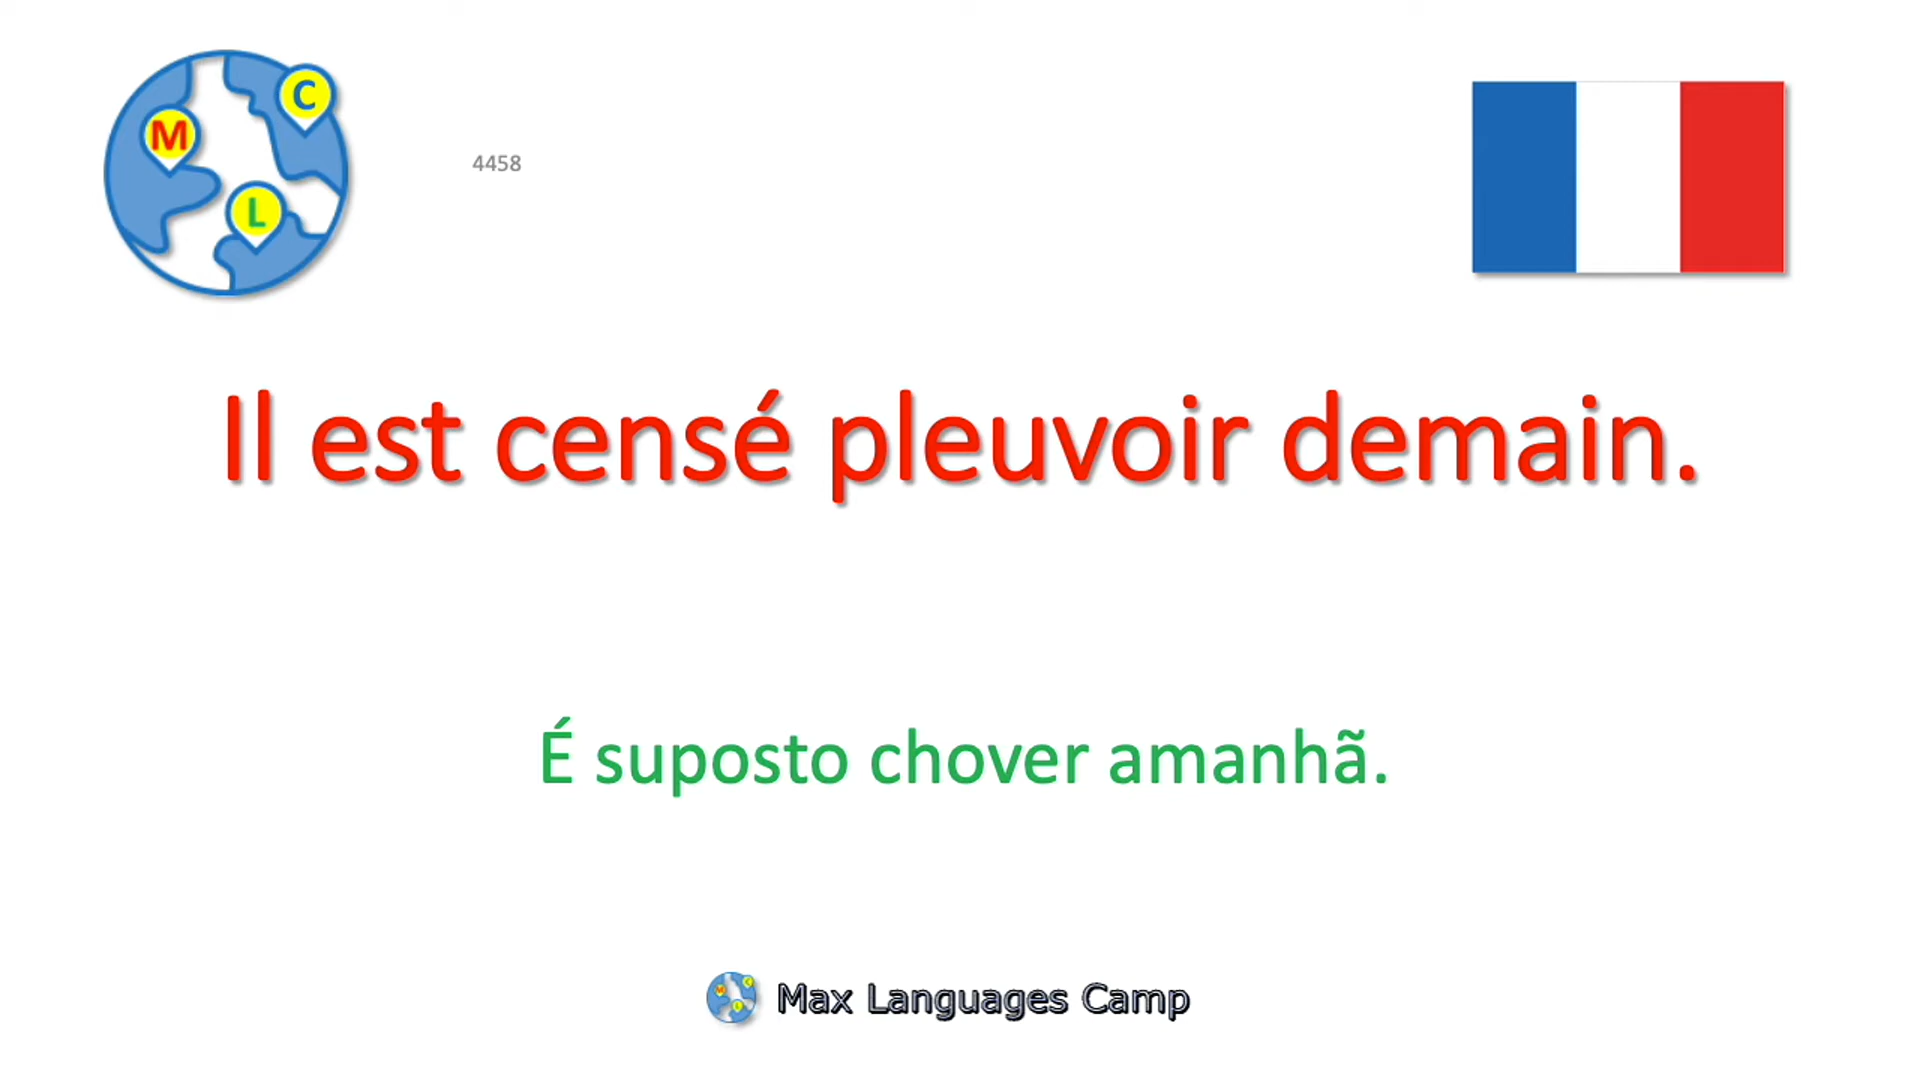 M
C
L
4458
Il est censé pleuvoir demain.
É suposto chover amanhã.
Max Languages Camp